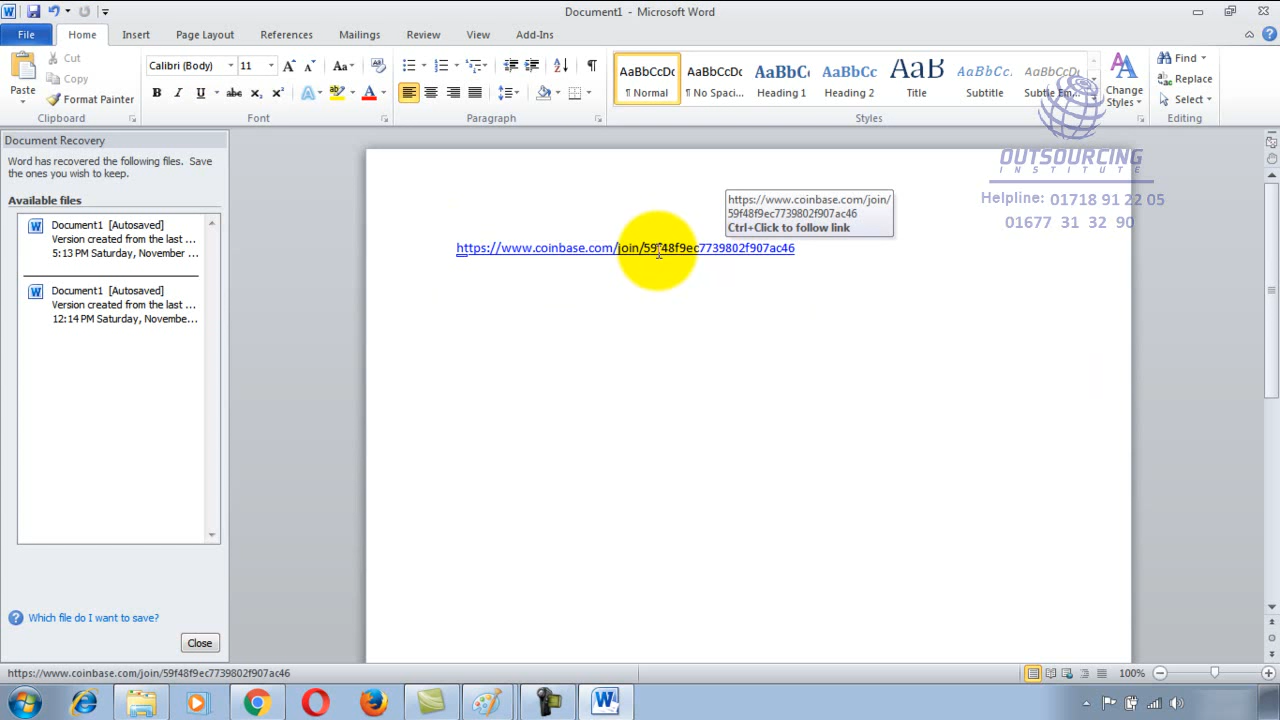 Document1 - Microsoft Word
File Home Insert Page Layout References Mailings Review View Add-Ins
Paste
Cut
Copy
Format Painter
Clipboard
Calibri (Body) 11
Font
Paragraph
AaBbCcDc AaBbCcDc AaBbC AaBbCc AaB AaBbCc. AaBbCcDc
¶ Normal ¶ No Spaci... Heading 1 Heading 2 Title Subtitle Subtle Em...
Change
Styles
Styles
Find
Replace
Select
Editing
Document Recovery
Word has recovered the following files. Save
the ones you wish to keep.
Available files
Document1 [Autosaved]
Version created from the last ...
5:13 PM Saturday, November ...
Document1 [Autosaved]
Version created from the last ...
12:14 PM Saturday, Novembe...
Which file do I want to save?
Close
OUTSOURCING
INSTITUTE
Helpline: 01718 91 22 05
01677 31 32 90
https://www.coinbase.com/join/
59f48f9ec7739802f907ac46
Ctrl+Click to follow link
https://www.coinbase.com/join/59f48f9ec7739802f907ac46
https://www.coinbase.com/join/59f48f9ec7739802f907ac46
100%